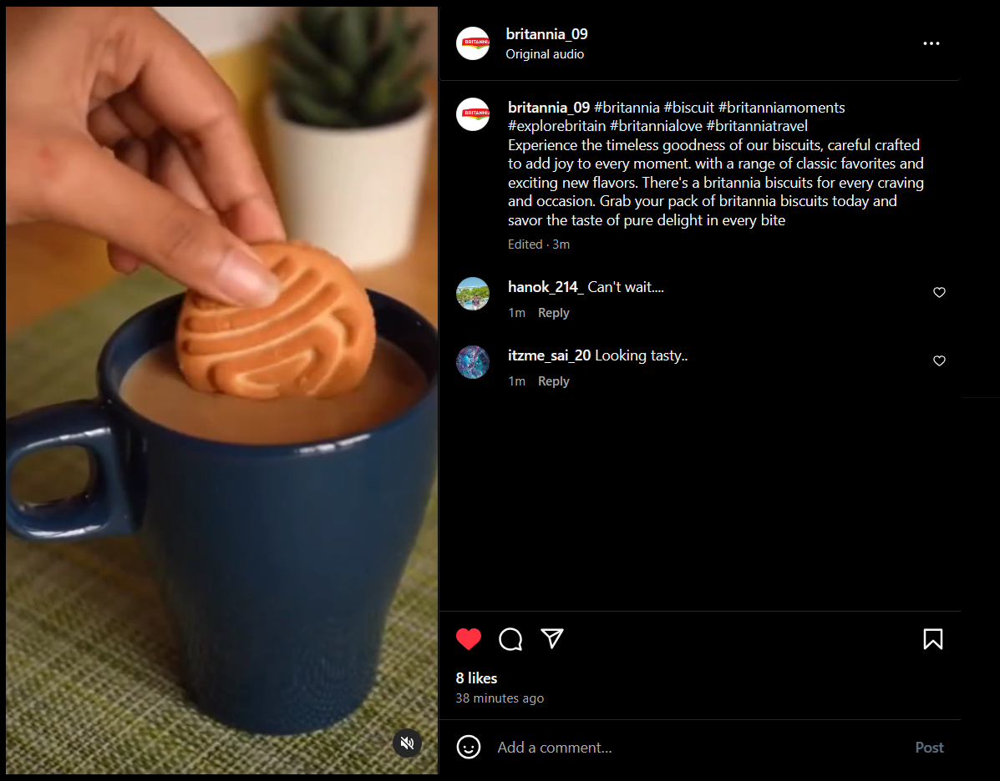 britannia_09
Original audio
britannia_09 #britannia #biscuit #britanniamoments
#explorebritain #britannialove #britanniatravel
Experience the timeless goodness of our biscuits, careful crafted
to add joy to every moment. with a range of classic favorites and
exciting new flavors. There's a britannia biscuits for every craving
and occasion. Grab your pack of britannia biscuits today and
savor the taste of pure delight in every bite
Edited · 3m
hanok_214_ Can't wait....
1m Reply
itzme_sai_20 Looking tasty..
1m Reply
8 likes
38 minutes ago
Add a comment...
Post